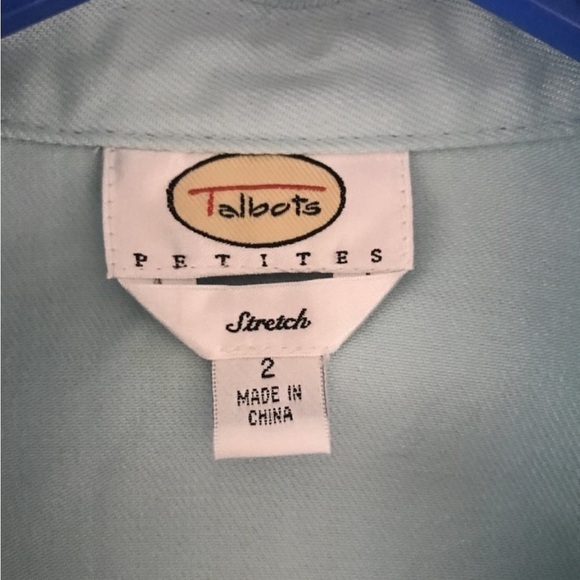 Talbots
PETITES
Stretch
2
MADE IN
CHINA